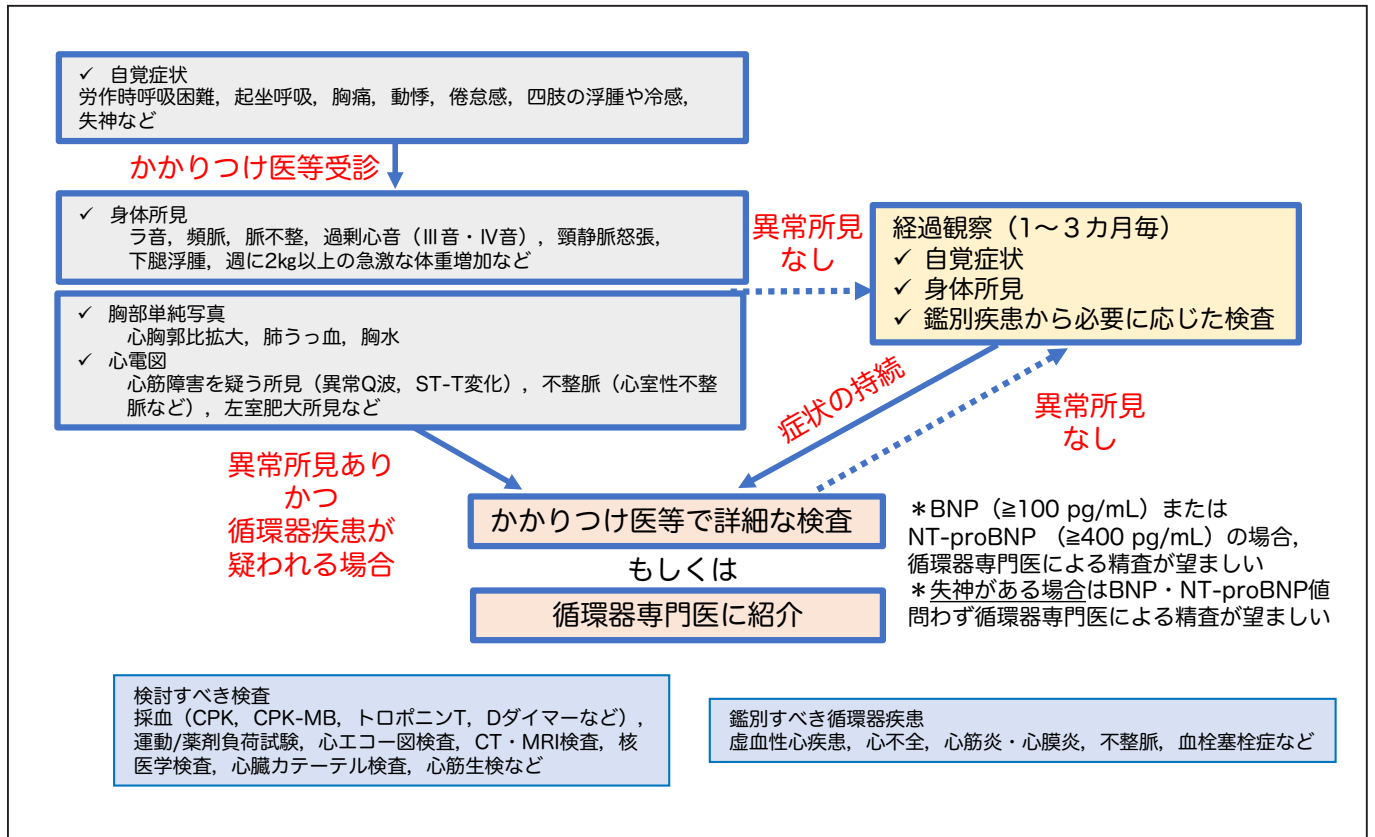 ✓ 自覚症状
労作時呼吸困難，起坐呼吸，胸痛，動悸，倦怠感，四肢の浮腫や冷感，
失神など
かかりつけ医等受診
✓ 身体所見
ラ音，頻脈，脈不整，過剰心音（Ⅲ音・Ⅳ音），頸静脈怒張，
下腿浮腫，週に2㎏以上の急激な体重増加など
✓ 胸部単純写真
心胸郭比拡大，肺うっ血，胸水
✓ 心電図
心筋障害を疑う所見（異常Q波，ST-T変化），不整脈（心室性不整
脈など），左室肥大所見など
異常所見
なし
経過観察（1～３カ月毎）
✓ 自覚症状
✓ 身体所見
✓ 鑑別疾患から必要に応じた検査
症状の持続
異常所見
なし
異常所見あり
かつ
循環器疾患が
疑われる場合
かかりつけ医等で詳細な検査
もしくは
循環器専門医に紹介
＊BNP（≧100 pg/mL）または
NT-proBNP （≧400 pg/mL）の場合，
循環器専門医による精査が望ましい
＊失神がある場合はBNP・NT-proBNP値
問わず循環器専門医による精査が望ましい
検討すべき検査
採血（CPK，CPK-MB，トロポニンT，Dダイマーなど），
運動/薬剤負荷試験，心エコー図検査，CT・MRI検査，核
医学検査，心臓カテーテル検査，心筋生検など
鑑別すべき循環器疾患
虚血性心疾患，心不全，心筋炎・心膜炎，不整脈，血栓塞栓症など